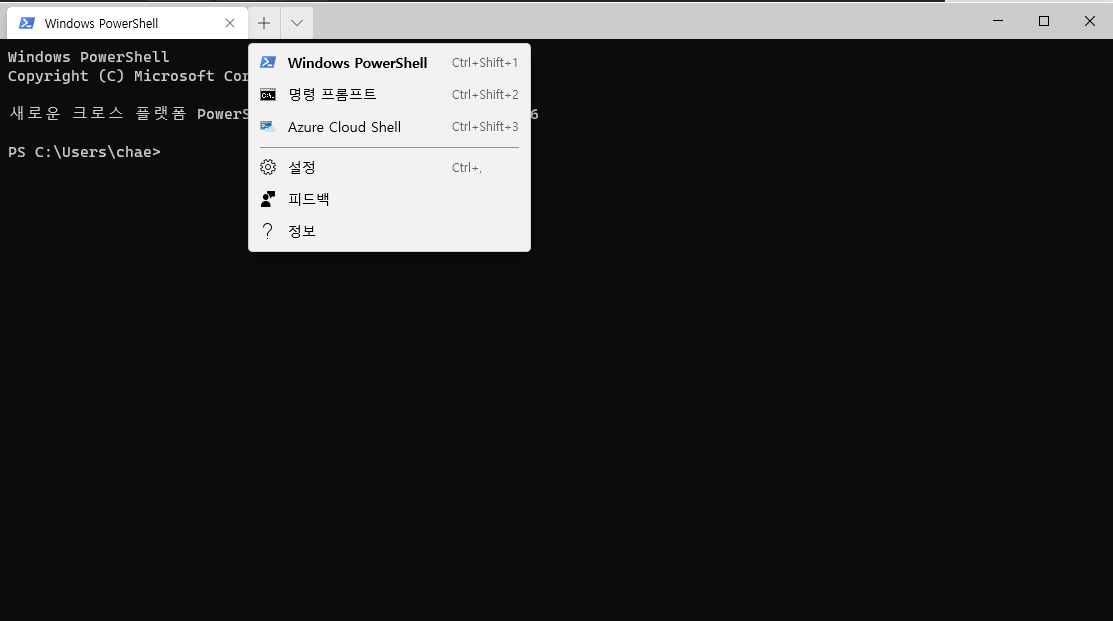 Windows PowerShell
Windows PowerShell
Copyright (C) Microsoft Cor
새로운 크로스 플랫폼 PowerS
6
PS C:\Users\chae>
Windows PowerShell Ctrl+Shift+1
명령 프롬프트 Ctrl+Shift+2
C:\.
Azure Cloud Shell Ctrl+Shift+3
설정 Ctrl+,
피드백
정보